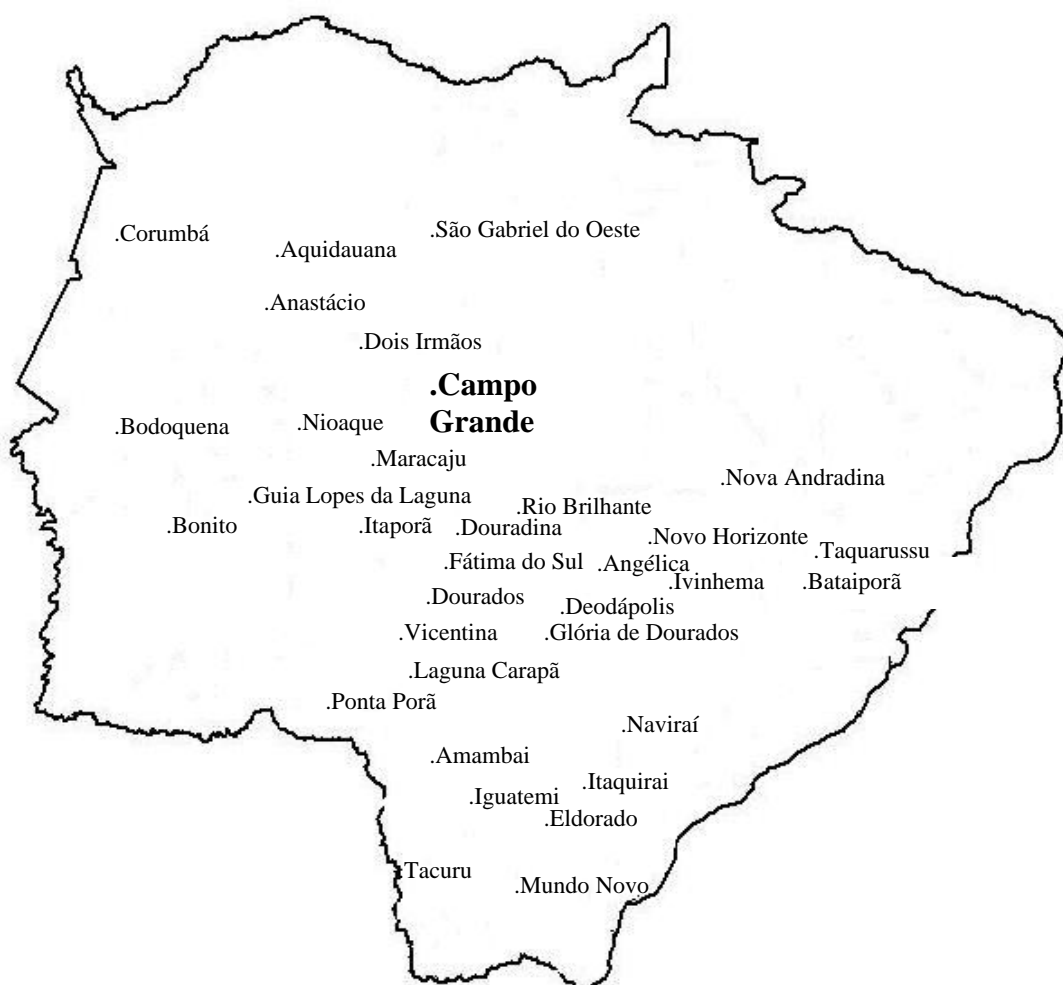 .Corumbá
.São Gabriel do Oeste
.Aquidauana
.Anastácio
.Dois Irmãos
.Campo
Grande
.Bodoquena
.Nioaque
.Maracaju
.Nova Andradina
.Guia Lopes da Laguna
.Rio Brilhante
.Bonito
.Itaporã
.Douradina
.Novo Horizonte
.Taquarussu
.Fátima do Sul
.Angélica
.Ivinhema
.Bataiporã
.Dourados
.Deodápolis
.Vicentina
.Glória de Dourados
.Laguna Carapã
.Ponta Porã
.Naviraí
.Amambai
.Itaquirai
.Iguatemi
.Eldorado
.Tacuru
.Mundo Novo